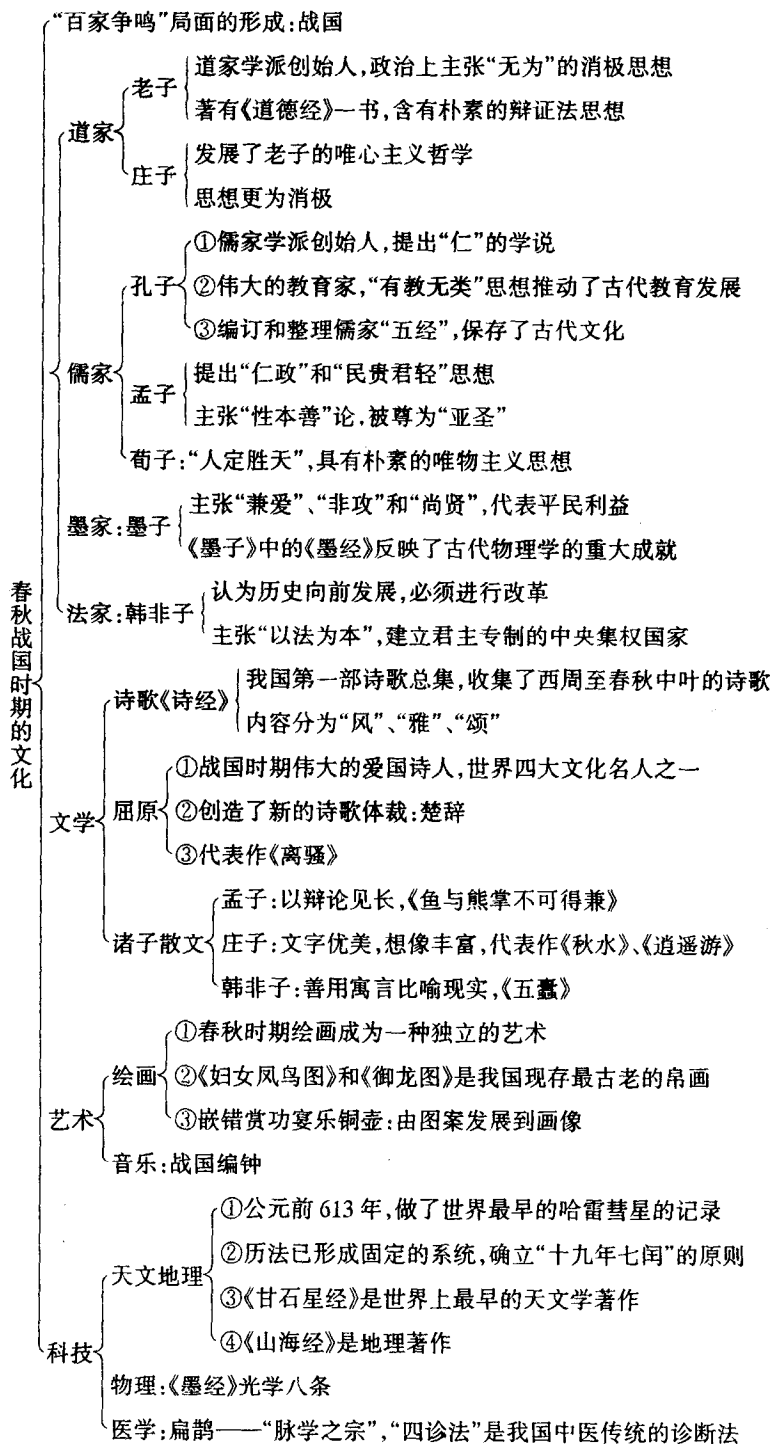 春秋战国时期的文化
“百家争鸣”局面的形成:战国
道家
老子
道家学派创始人,政治上主张“无为”的消极思想
著有《道德经》一书,含有朴素的辩证法思想
庄子
发展了老子的唯心主义哲学
思想更为消极
儒家
孔子
①儒家学派创始人,提出“仁”的学说
②伟大的教育家,“有教无类”思想推动了古代教育发展
③编订和整理儒家“五经”,保存了古代文化
孟子
提出“仁政”和“民贵君轻”思想
主张“性本善”论,被尊为“亚圣”
荀子:“人定胜天”,具有朴素的唯物主义思想
墨家:墨子
主张“兼爱”、“非攻”和“尚贤”,代表平民利益
《墨子》中的《墨经》反映了古代物理学的重大成就
法家:韩非子
认为历史向前发展,必须进行改革
主张“以法为本”,建立君主专制的中央集权国家
文学
诗歌《诗经》
我国第一部诗歌总集,收集了西周至春秋中叶的诗歌
内容分为“风”、“雅”、“颂”
屈原
①战国时期伟大的爱国诗人,世界四大文化名人之一
②创造了新的诗歌体裁:楚辞
③代表作《离骚》
诸子散文
孟子:以辩论见长,《鱼与熊掌不可得兼》
庄子:文字优美,想像丰富,代表作《秋水》、《逍遥游》
韩非子:善用寓言比喻现实,《五蠹》
艺术
绘画
①春秋时期绘画成为一种独立的艺术
②《妇女凤鸟图》和《御龙图》是我国现存最古老的帛画
③嵌错赏功宴乐铜壶:由图案发展到画像
音乐:战国编钟
科技
天文地理
①公元前613年,做了世界最早的哈雷彗星的记录
②历法已形成固定的系统,确立“十九年七闰”的原则
③《甘石星经》是世界上最早的天文学著作
④《山海经》是地理著作
物理:《墨经》光学八条
医学:扁鹊——“脉学之宗”,“四诊法”是我国中医传统的诊断法